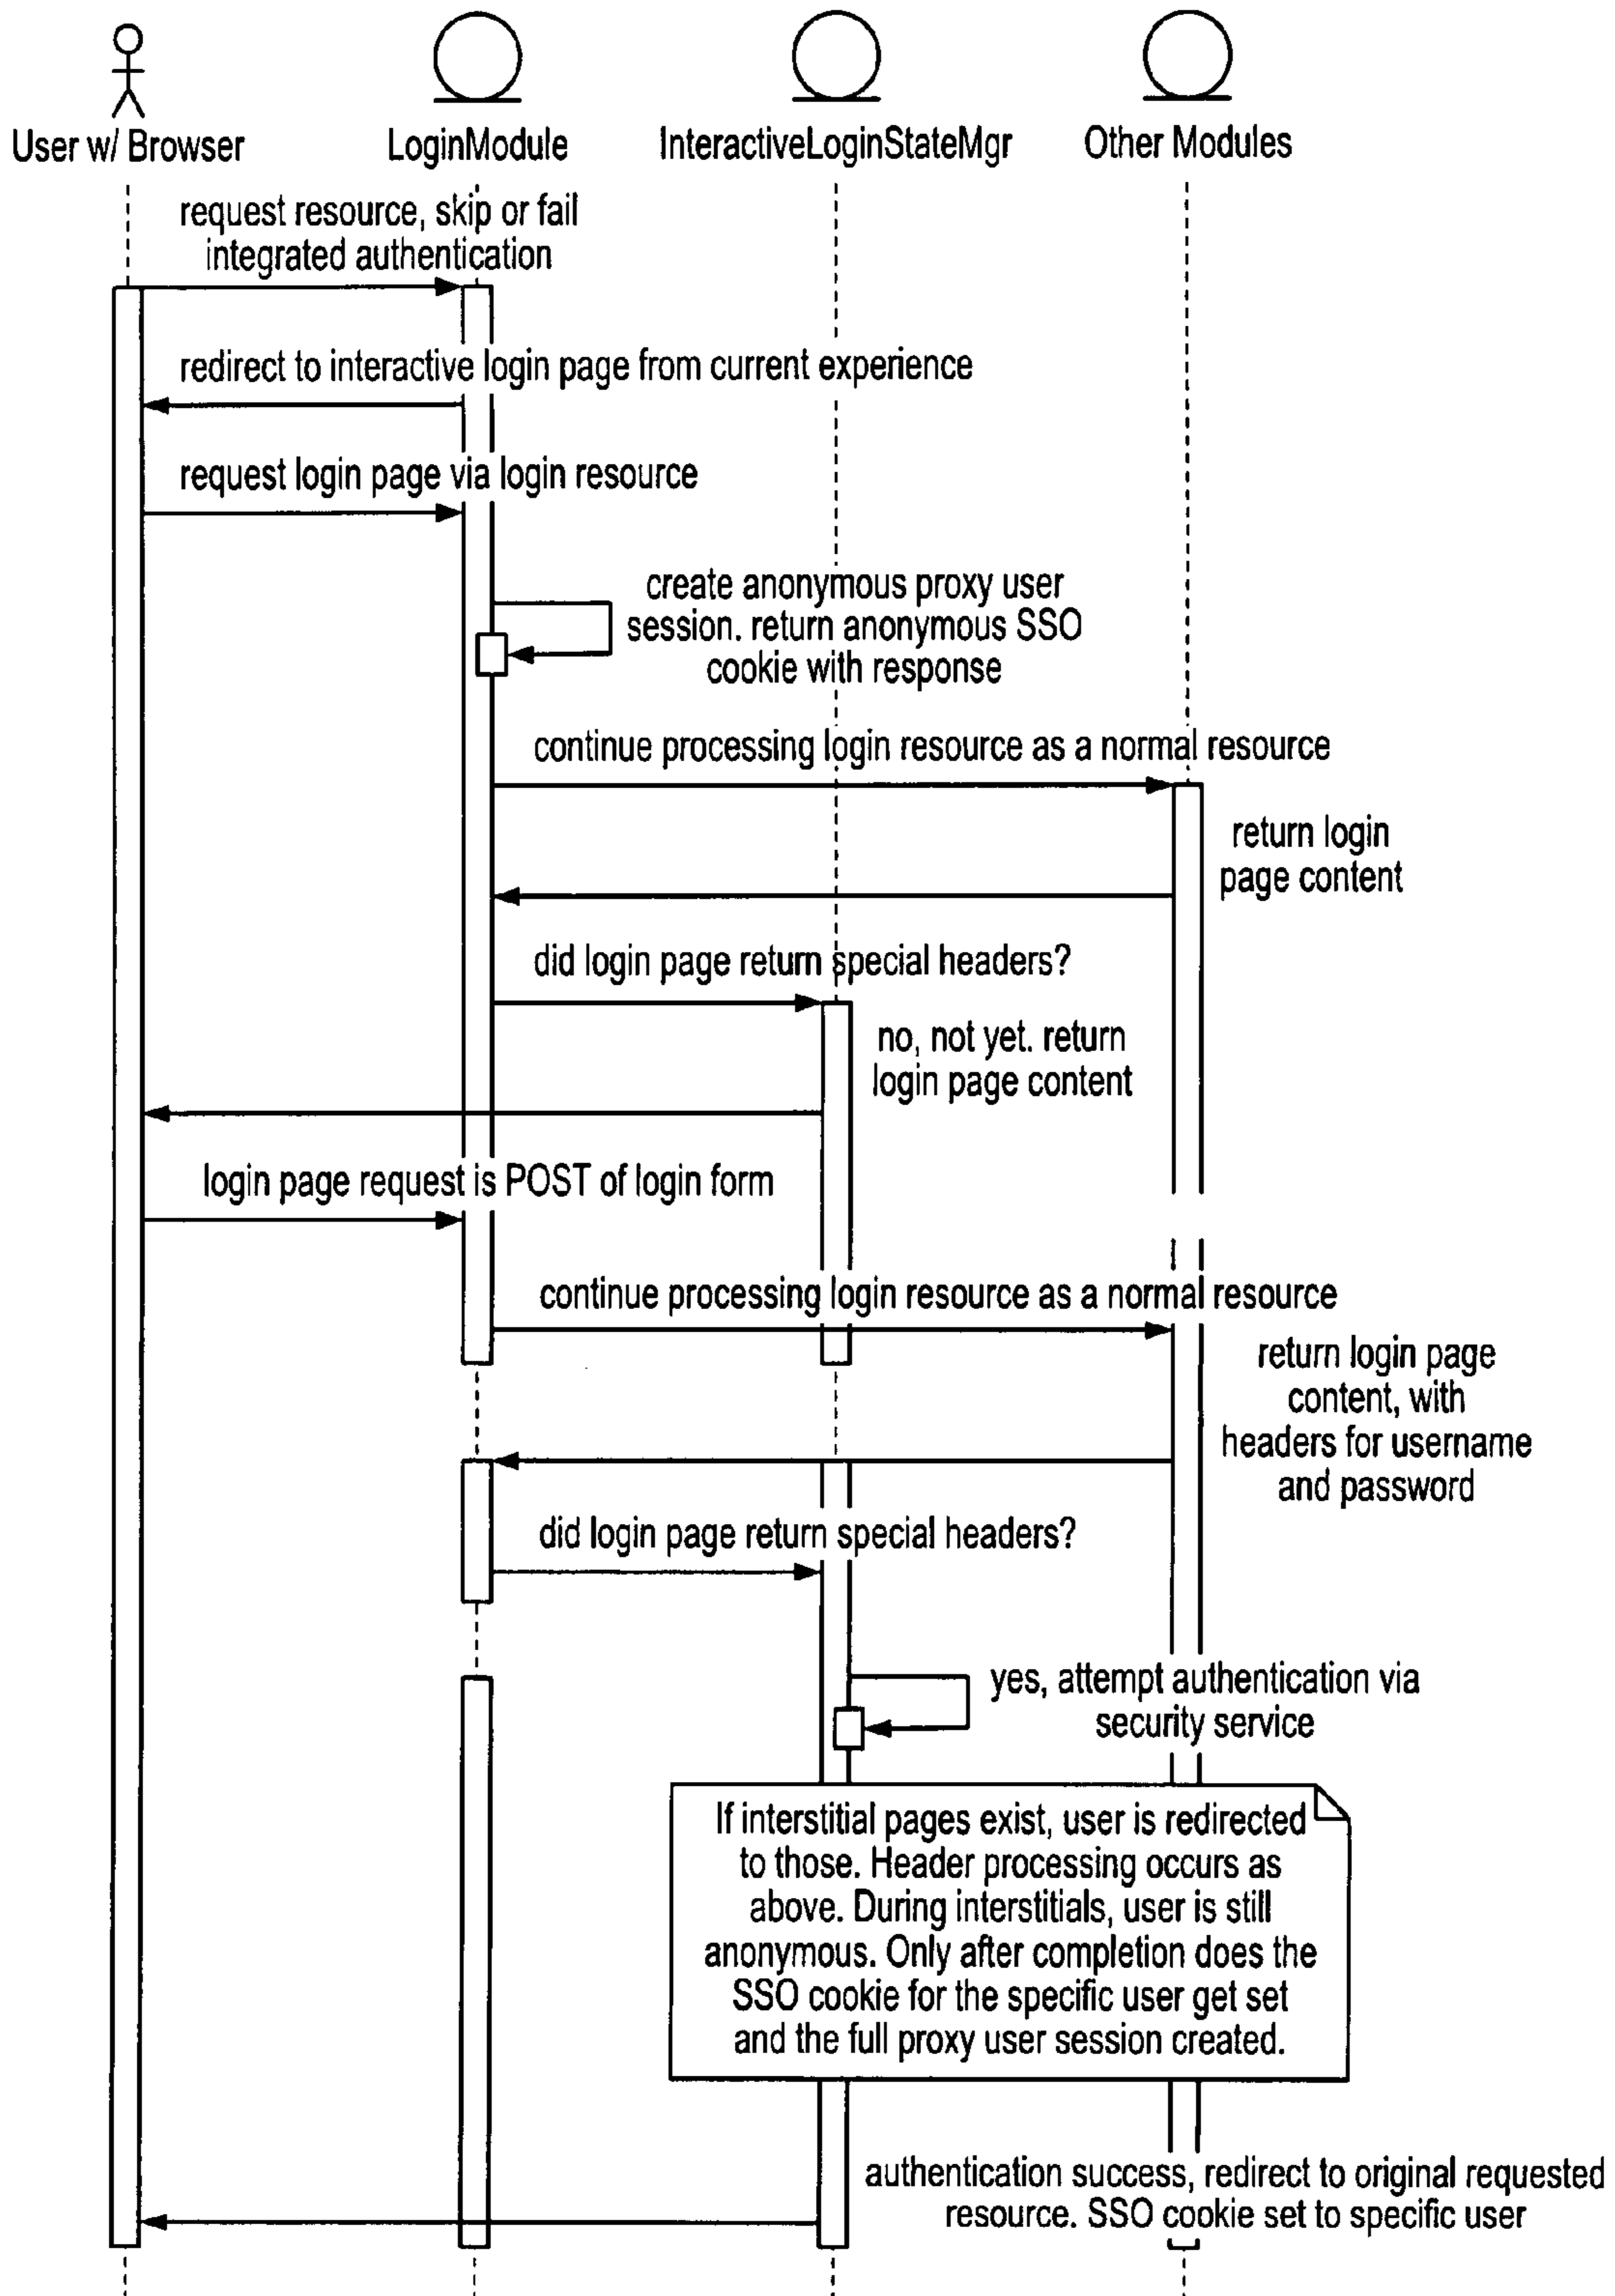 User w/ Browser
LoginModule
InteractiveLoginStateMgr
Other Modules
request resource, skip or fail
integrated authentication
redirect to interactive login page from current experience
request login page via login resource
create anonymous proxy user
session. return anonymous SSO
cookie with response
continue processing login resource as a normal resource
return login
page content
did login page return special headers?
no, not yet. return
login page content
login page request is POST of login form
continue processing login resource as a normal resource
return login page
content, with
headers for username
and password
did login page return special headers?
yes, attempt authentication via
security service
If interstitial pages exist, user is redirected
to those. Header processing occurs as
above. During interstitials, user is still
anonymous. Only after completion does the
SSO cookie for the specific user get set
and the full proxy user session created.
authentication success, redirect to original requested
resource. SSO cookie set to specific user